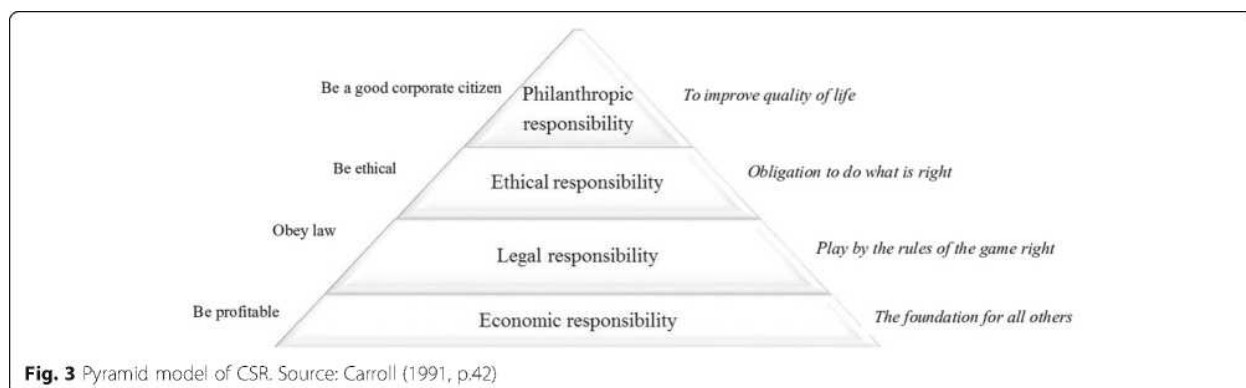 Be a good corporate citizen
Philanthropic
responsibility
To improve quality of life
Be ethical
Ethical responsibility
Obligation to do what is right
Obey law
Legal responsibility
Play by the rules of the game right
Be profitable
Economic responsibility
The foundation for all others
Fig. 3 Pyramid model of CSR. Source: Carroll (1991, p.42)